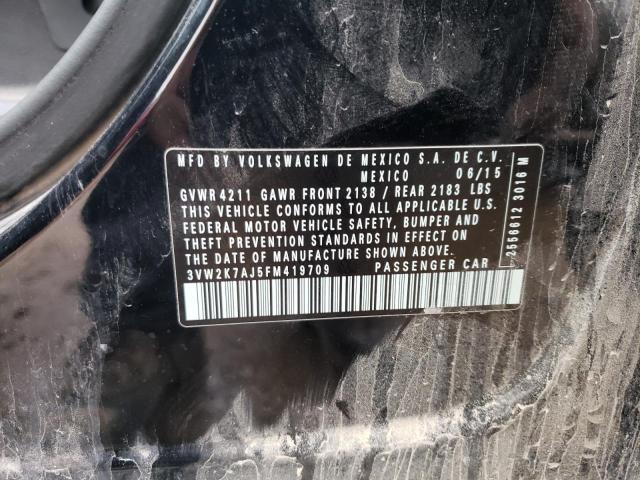 MFD BY VOLKSWAGEN DE MEXICO S.A. DE C.V.
MEXICO 06/15
GVWR 4211 GAWR FRONT 2138 / REAR 2183 LBS
THIS VEHICLE CONFORMS TO ALL APPLICABLE U.S.
FEDERAL MOTOR VEHICLE SAFETY, BUMPER AND
THEFT PREVENTION STANDARDS IN EFFECT ON
THE DATE OF MANUFACTURE SHOWN ABOVE.
3VW2K7AJ5FM419709 PASSENGER CAR
2556612 3016 M